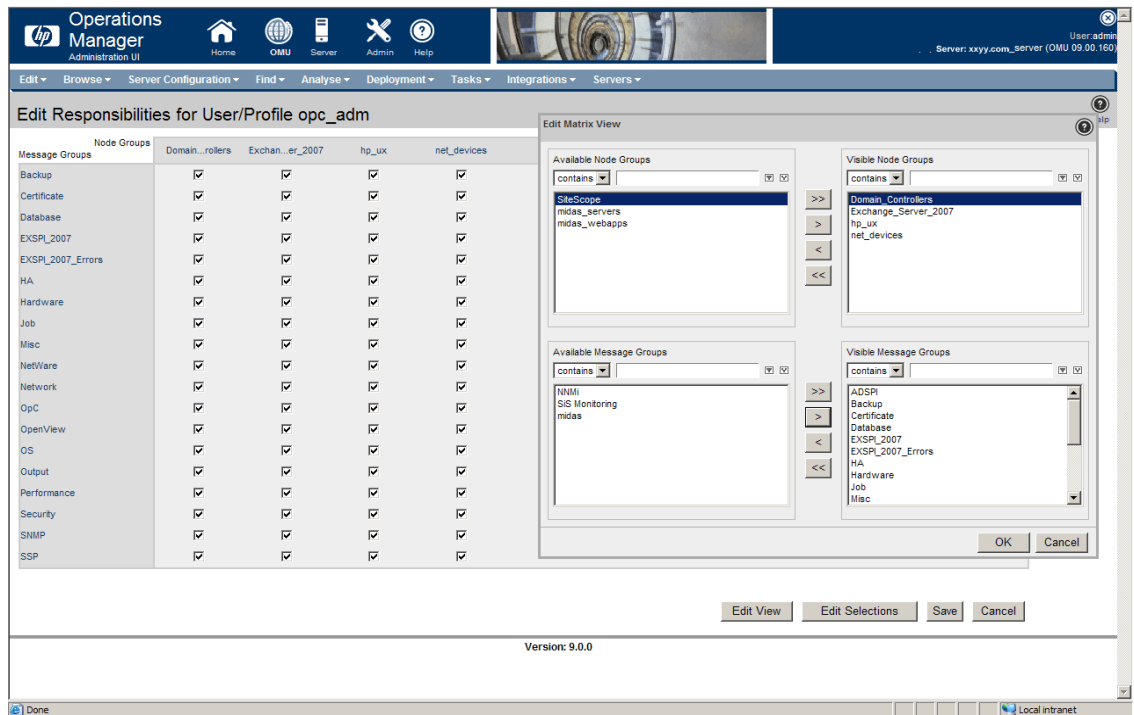 Operations
Manager
Administration UI
hp
Home
OMU
Server
Admin
Help
User:admin
Server: xxyy.com_server (OMU 09.00.160)
Edit Browse Server Configuration Find Analyse Deployment Tasks Integrations Servers
Edit Responsibilities for User/Profile opc_adm
Node Groups
Message Groups
Domain...rollers Exchan...er_2007 hp_ux net_devices
Backup
Certificate
Database
EXSPI_2007
EXSPI_2007_Errors
HA
Hardware
Job
Misc
NetWare
Network
OpC
OpenView
OS
Output
Performance
Security
SNMP
SSP
Edit Matrix View
Available Node Groups
contains
SiteScope
midas_servers
midas_webapps
>>
>
<
<<
Visible Node Groups
contains
Domain_Controllers
Exchange_Server_2007
hp_ux
net_devices
Available Message Groups
contains
NNMi
SiS Monitoring
midas
>>
>
<
<<
Visible Message Groups
contains
ADSPI
Backup
Certificate
Database
EXSPI_2007
EXSPI_2007_Errors
HA
Hardware
Job
Misc
OK Cancel
Edit View Edit Selections Save Cancel
Version: 9.0.0
Done
Local intranet